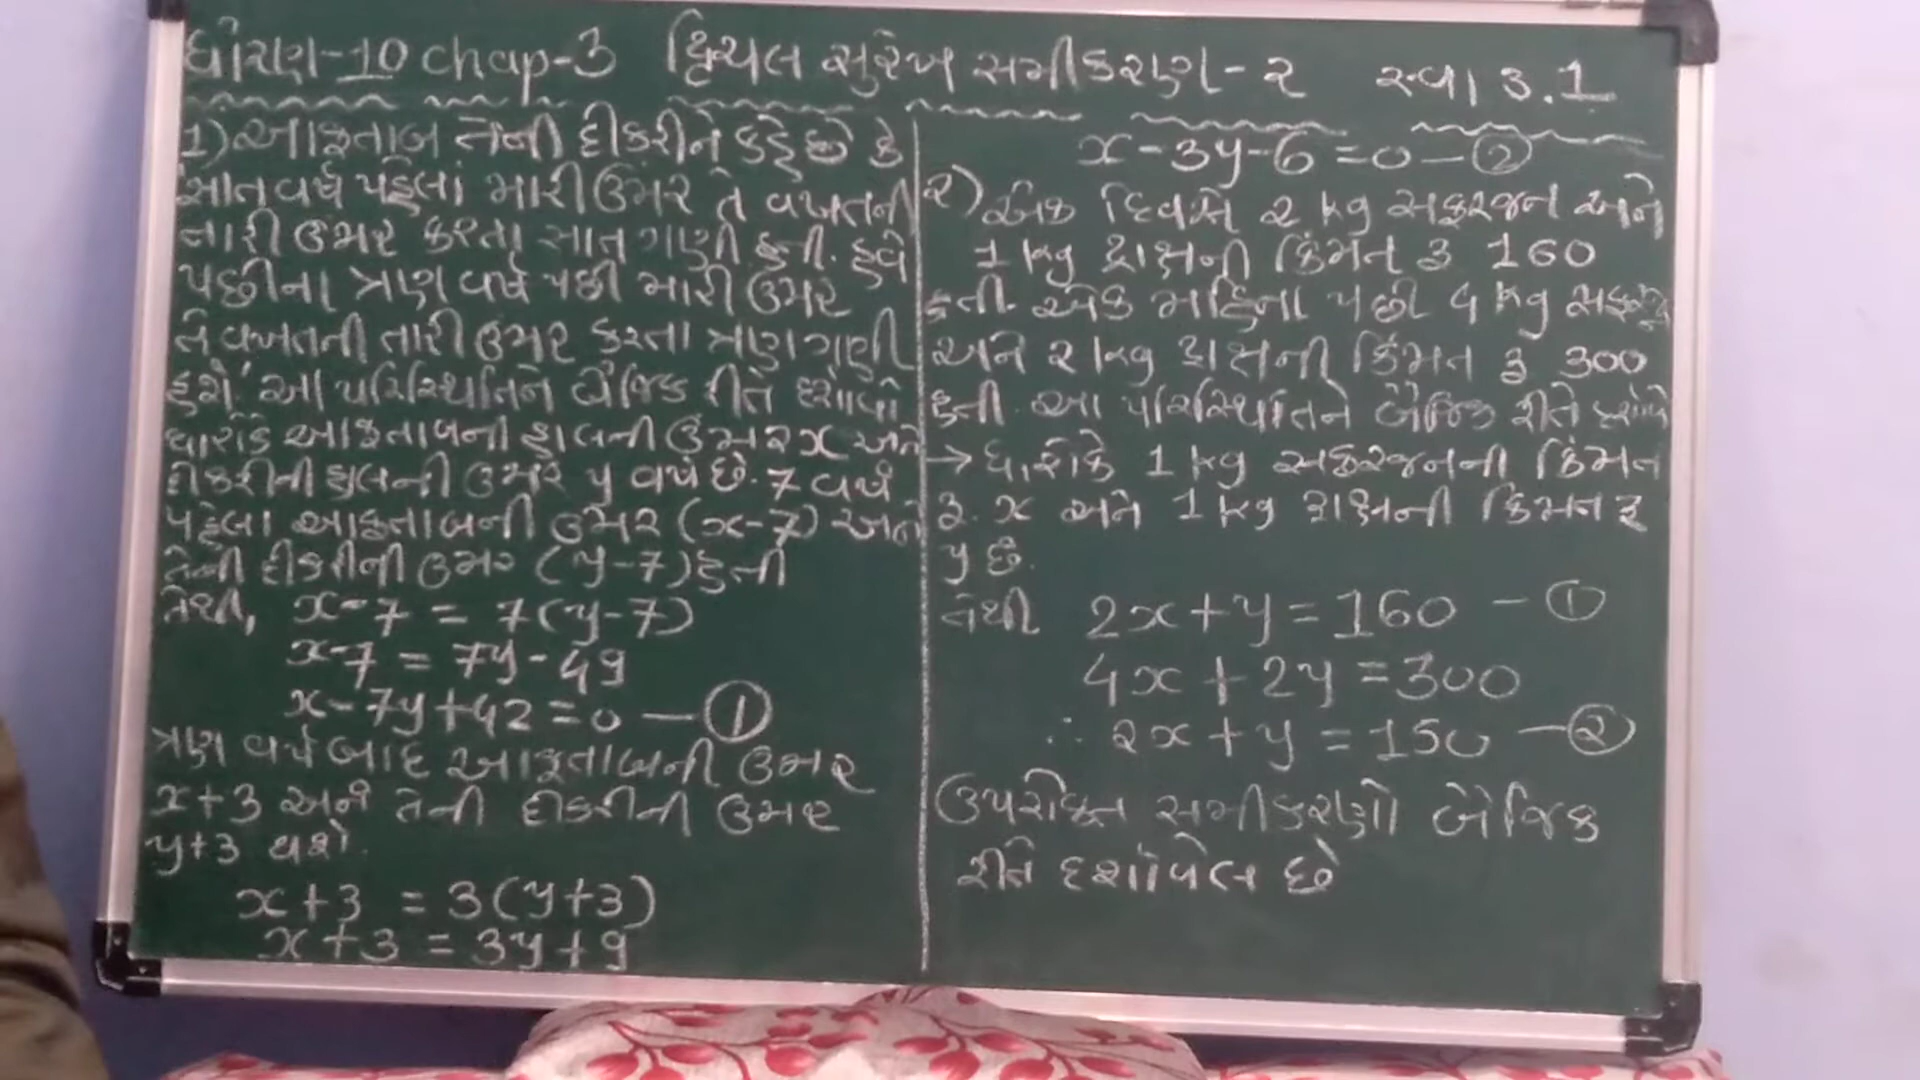 ધોરણ-10 chap-3 દ્વિચલ સુરેખ સમીકરણ-૨ સ્વા 3.1
1) આફતાબ તેની દીકરીને કહે છે કે
સાત વર્ષ પહેલાં મારી ઉંમર તે વખતની
તારી ઉંમર કરતા સાત ગણી હતી. હવે
પછીના ત્રણ વર્ષ પછી મારી ઉંમર
તે વખતની તારી ઉંમર કરતા ત્રણ ગણી
હશે. આ પરિસ્થિતિને બૈજિક રીતે દર્શાવો
ધારોકે આફતાબની હાલની ઉંમર x અને
દીકરીની હાલની ઉંમર y વર્ષ છે. 7 વર્ષ
પહેલા આફતાબની ઉંમર (x-7) અને
તેની દીકરીની ઉંમર (y-7) હતી
તેથી, x-7 = 7(y-7)
x-7 = 7y-49
x-7y+42=0 — ①
ત્રણ વર્ષ બાદ આફતાબની ઉંમર
x+3 અને તેની દીકરીની ઉંમર
y+3 થશે.
x+3 = 3(y+3)
x+3 = 3y+9
x-3y-6=0 — ②
૨) એક દિવસે ૨ kg સફરજન અને
1 kg દ્રાક્ષની કિંમત રૂ 160
હતી. એક મહિના પછી 4 kg સફરજન
અને ૨ kg દ્રાક્ષની કિંમત રૂ 300
હતી. આ પરિસ્થિતિને બૈજિક રીતે દર્શાવો
→ ધારોકે 1 kg સફરજનની કિંમત
રૂ. x અને 1 kg દ્રાક્ષની કિંમત રૂ
y છે.
તેથી 2x+y=160 — ①
4x+2y=300
∴ 2x+y=150 — ②
ઉપરોક્ત સમીકરણો બૈજિક
રીતે દર્શાવેલ છે